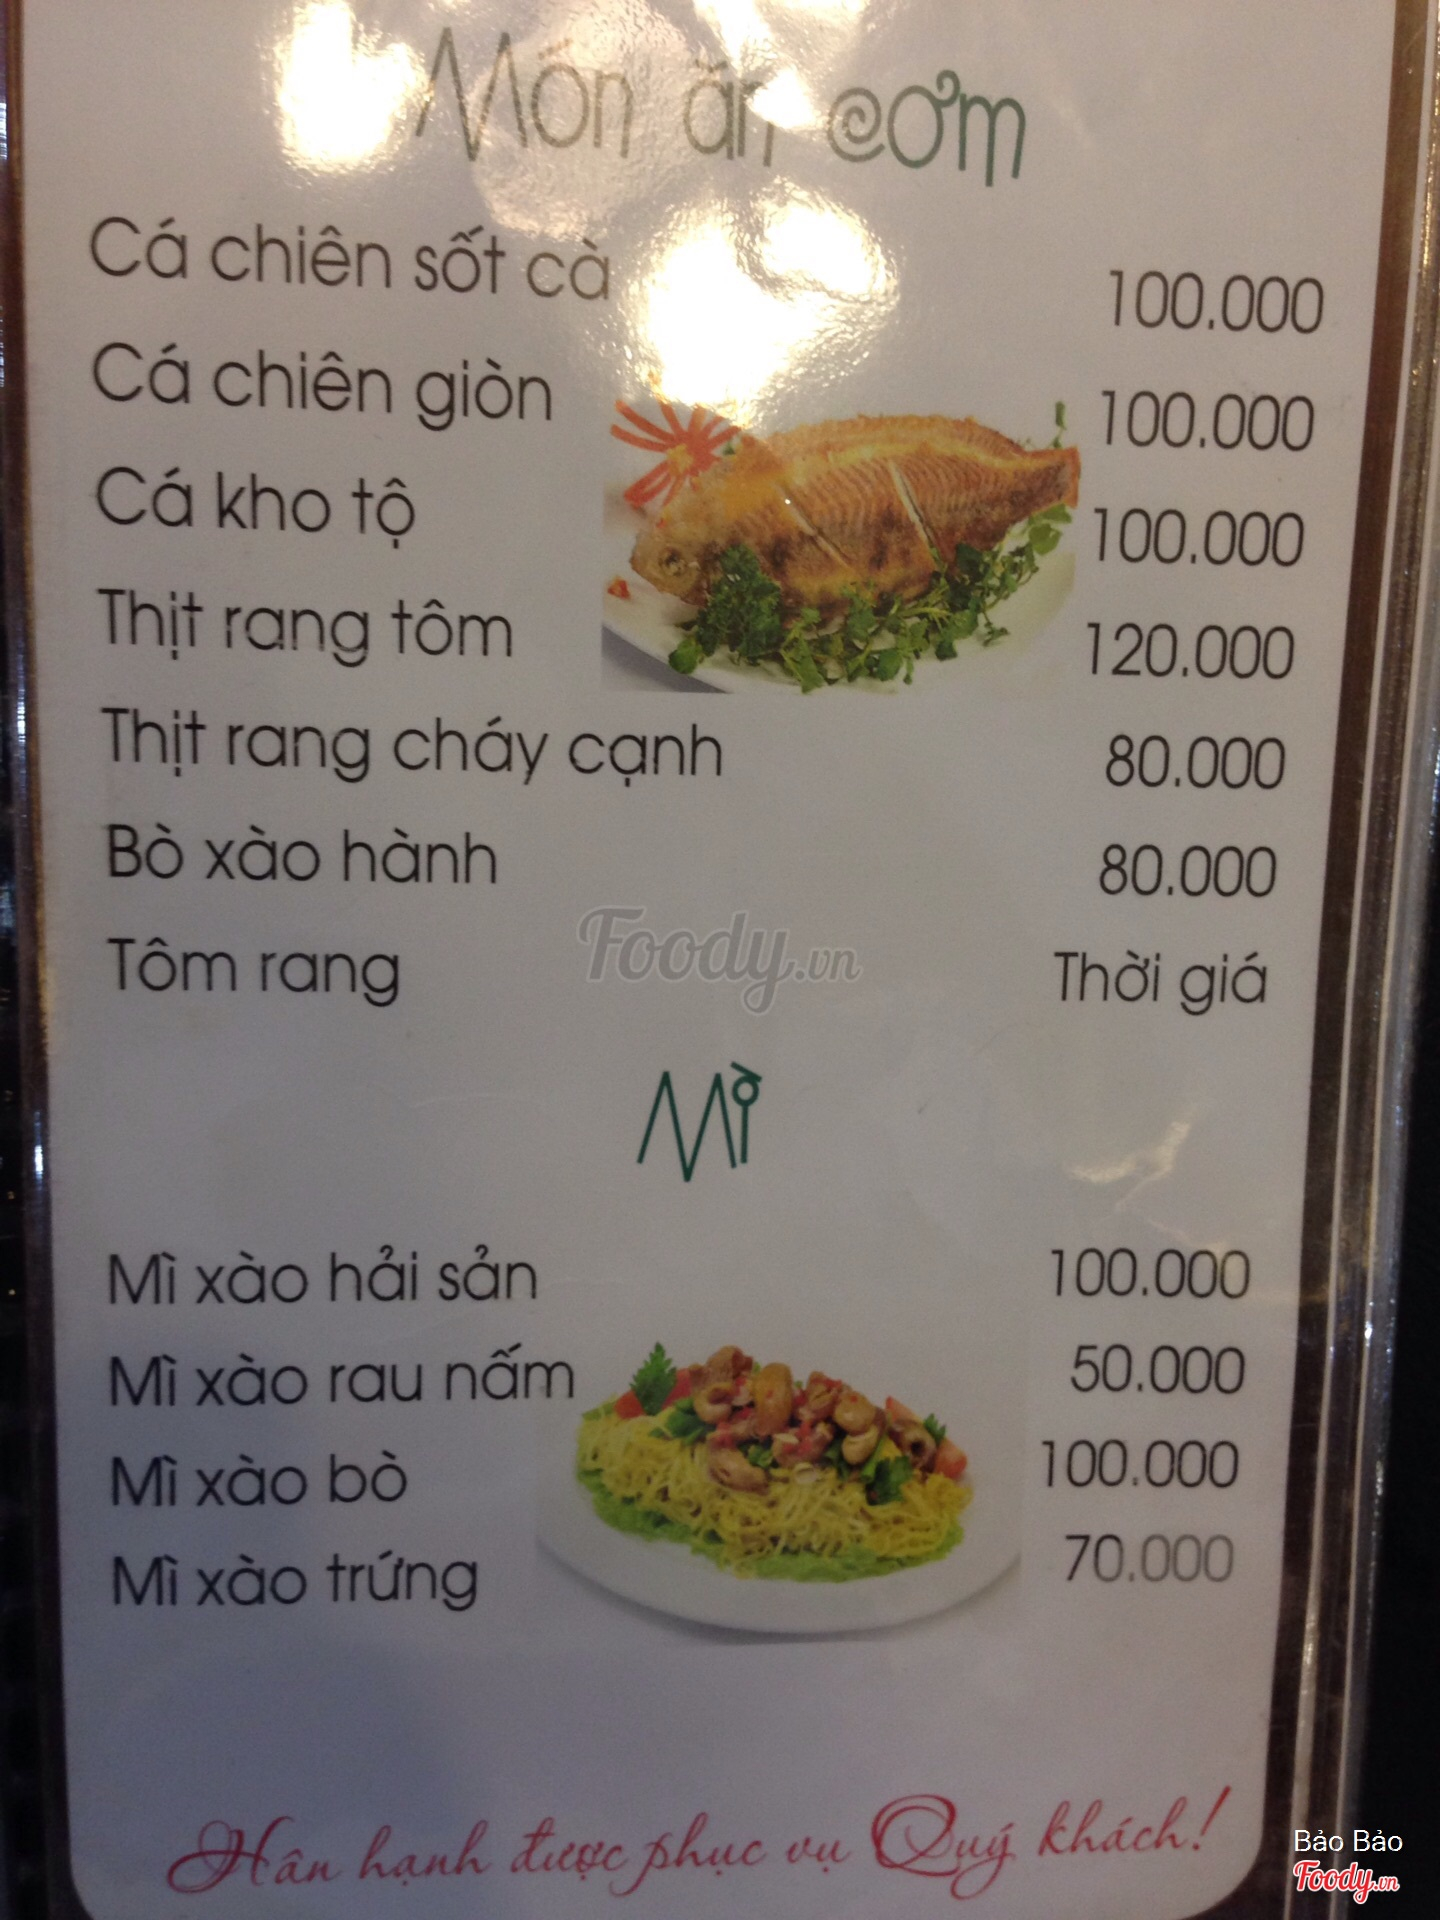 Món ăn cơm
Cá chiên sốt cà 100.000
Cá chiên giòn 100.000
Cá kho tộ 100.000
Thịt rang tôm 120.000
Thịt rang cháy cạnh 80.000
Bò xào hành 80.000
Tôm rang Thời giá
Foody.vn
Mì
Mì xào hải sản 100.000
Mì xào rau nấm 50.000
Mì xào bò 100.000
Mì xào trứng 70.000
Hân hạnh được phục vụ Quý khách!
Bảo Bảo
Foody.vn